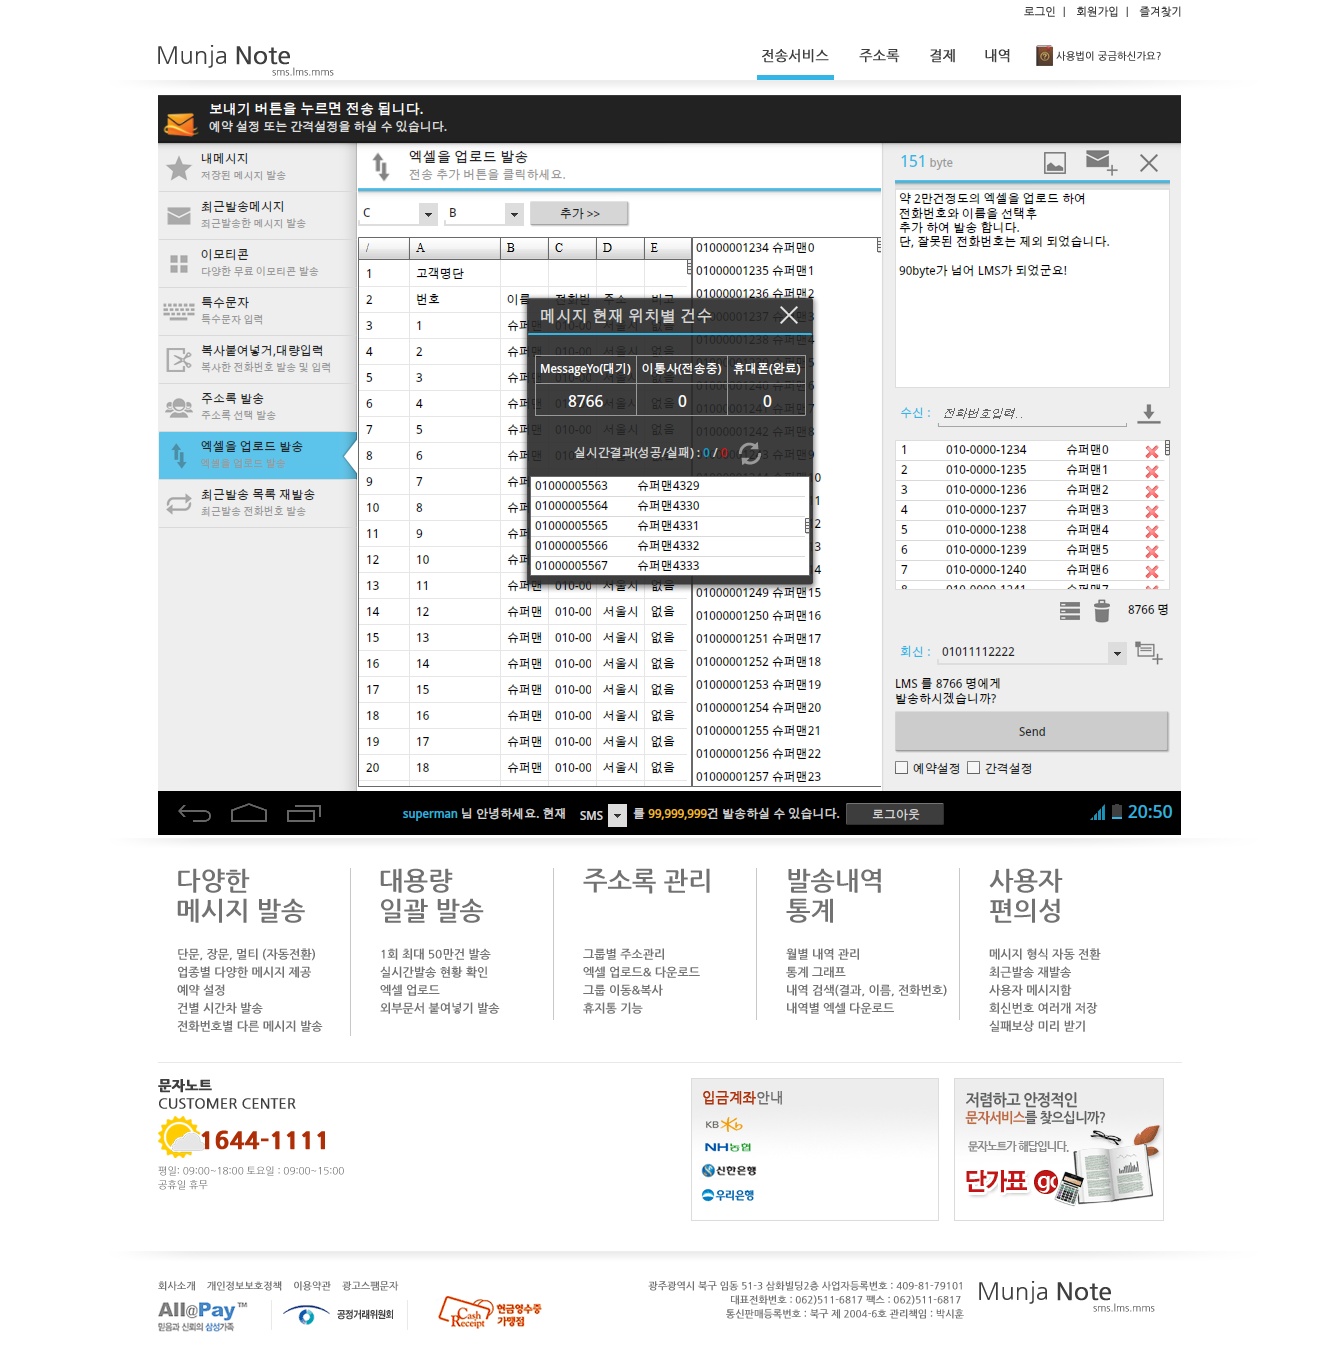 로그인 | 회원가입 | 즐겨찾기
Munja Note
sms.lms.mms
전송서비스 주소록 결제 내역 사용법이 궁금하신가요?
보내기 버튼을 누르면 전송 됩니다.
예약 설정 또는 간격설정을 하실 수 있습니다.
내메시지
저장된 메시지 발송
최근발송메시지
최근발송한 메시지 발송
이모티콘
다양한 무료 이모티콘 발송
특수문자
특수문자 입력
복사붙여넣거,대량입력
복사한 전화번호 발송 및 입력
주소록 발송
주소록 선택 발송
엑셀을 업로드 발송
엑셀을 업로드 발송
최근발송 목록 재발송
최근발송 전화번호 발송
엑셀을 업로드 발송
전송 추가 버튼을 클릭하세요.
C B 추가 >>
/ A B C D E
1 고객명단
2 번호 이름
3 1 슈퍼
4 2 슈퍼
5 3 슈퍼
6 4 슈퍼
7 5 슈퍼
8 6 슈퍼
9 7 슈퍼
10 8 슈퍼
11 9 슈퍼
12 10 슈퍼
13 11 슈퍼맨 010-00 서울시 없음
14 12 슈퍼맨 010-00 서울시 없음
15 13 슈퍼맨 010-00 서울시 없음
16 14 슈퍼맨 010-00 서울시 없음
17 15 슈퍼맨 010-00 서울시 없음
18 16 슈퍼맨 010-00 서울시 없음
19 17 슈퍼맨 010-00 서울시 없음
20 18 슈퍼맨 010-00 서울시 없음
01000001234 슈퍼맨0
01000001235 슈퍼맨1
01000001236 슈퍼맨2
01000001249 슈퍼맨15
01000001250 슈퍼맨16
01000001251 슈퍼맨17
01000001252 슈퍼맨18
01000001253 슈퍼맨19
01000001254 슈퍼맨20
01000001255 슈퍼맨21
01000001256 슈퍼맨22
01000001257 슈퍼맨23
메시지 현재 위치별 건수
MessageYo(대기) 이통사(전송중) 휴대폰(완료)
8766 0 0
실시간결과(성공/실패) : 0 / 0
01000005563 슈퍼맨4329
01000005564 슈퍼맨4330
01000005565 슈퍼맨4331
01000005566 슈퍼맨4332
01000005567 슈퍼맨4333
151 byte
약 2만건정도의 엑셀을 업로드 하여
전화번호와 이름을 선택후
추가 하여 발송 합니다.
단, 잘못된 전화번호는 제외 되었습니다.
90byte가 넘어 LMS가 되었군요!
수신 : 전화번호입력..
1 010-0000-1234 슈퍼맨0
2 010-0000-1235 슈퍼맨1
3 010-0000-1236 슈퍼맨2
4 010-0000-1237 슈퍼맨3
5 010-0000-1238 슈퍼맨4
6 010-0000-1239 슈퍼맨5
7 010-0000-1240 슈퍼맨6
8 010-0000-1241 슈퍼맨7
8766 명
회신 : 01011112222
LMS 를 8766 명에게
발송하시겠습니까?
Send
예약설정 간격설정
superman 님 안녕하세요. 현재 SMS 를 99,999,999건 발송하실 수 있습니다. 로그아웃 20:50
다양한
메시지 발송
단문, 장문, 멀티 (자동전환)
업종별 다양한 메시지 제공
예약 설정
건별 시간차 발송
전화번호별 다른 메시지 발송
대용량
일괄 발송
1회 최대 50만건 발송
실시간발송 현황 확인
엑셀 업로드
외부문서 붙여넣기 발송
주소록 관리
그룹별 주소관리
엑셀 업로드& 다운로드
그룹 이동&복사
휴지통 기능
발송내역
통계
월별 내역 관리
통계 그래프
내역 검색(결과, 이름, 전화번호)
내역별 엑셀 다운로드
사용자
편의성
메시지 형식 자동 전환
최근발송 재발송
사용자 메시지함
회신번호 여러개 저장
실패보상 미리 받기
문자노트
CUSTOMER CENTER
1644-1111
평일: 09:00~18:00 토요일 : 09:00~15:00
공휴일 휴무
입금계좌안내
KB
NH농협
신한은행
우리은행
저렴하고 안정적인
문자서비스를 찾으십니까?
문자노트가 해답입니다.
단가표 go
회사소개 개인정보보호정책 이용약관 광고스팸문자
All@Pay™
믿음과 신뢰의 삼성가족
공정거래위원회
Cash Receipt
현금영수증
가맹점
광주광역시 북구 임동 51-3 삼화빌딩2층 사업자등록번호 : 409-81-79101
대표전화번호 : 062)511-6817 팩스 : 062)511-6817
통신판매등록번호 : 북구 제 2004-6호 관리책임 : 박시훈
Munja Note
sms.lms.mms